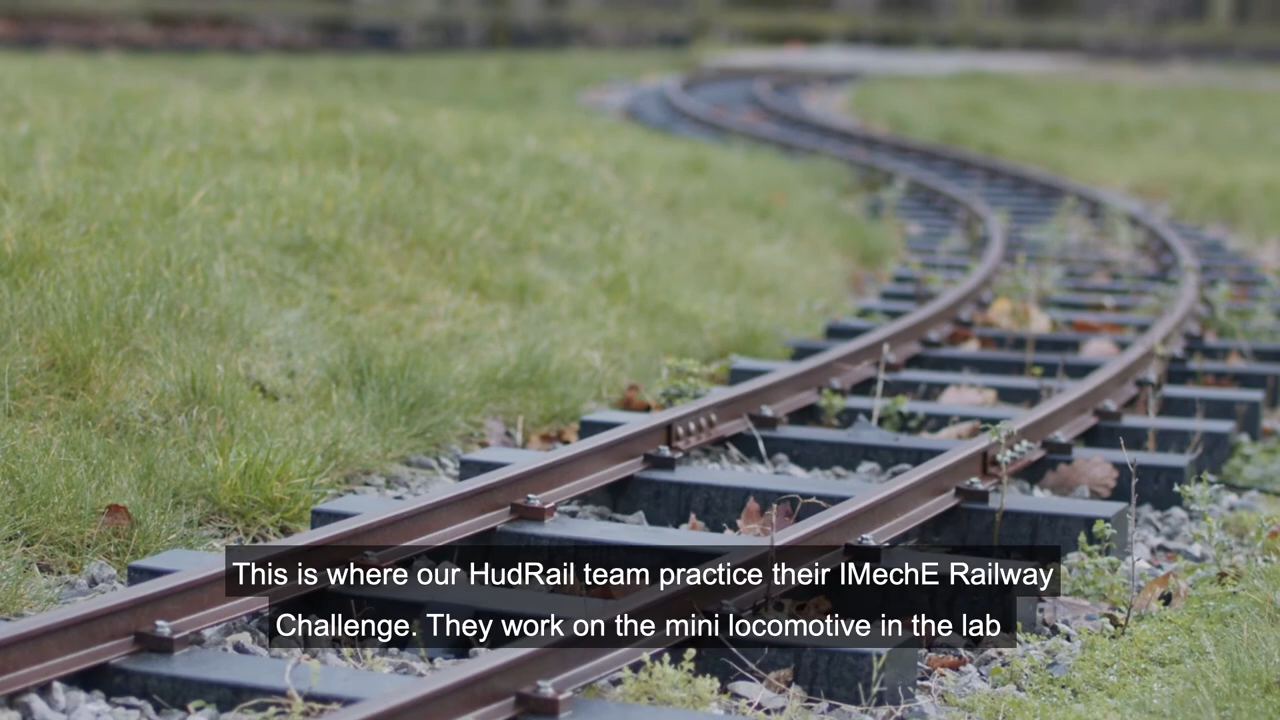 This is where our HudRail team practice their IMechE Railway
Challenge. They work on the mini locomotive in the lab